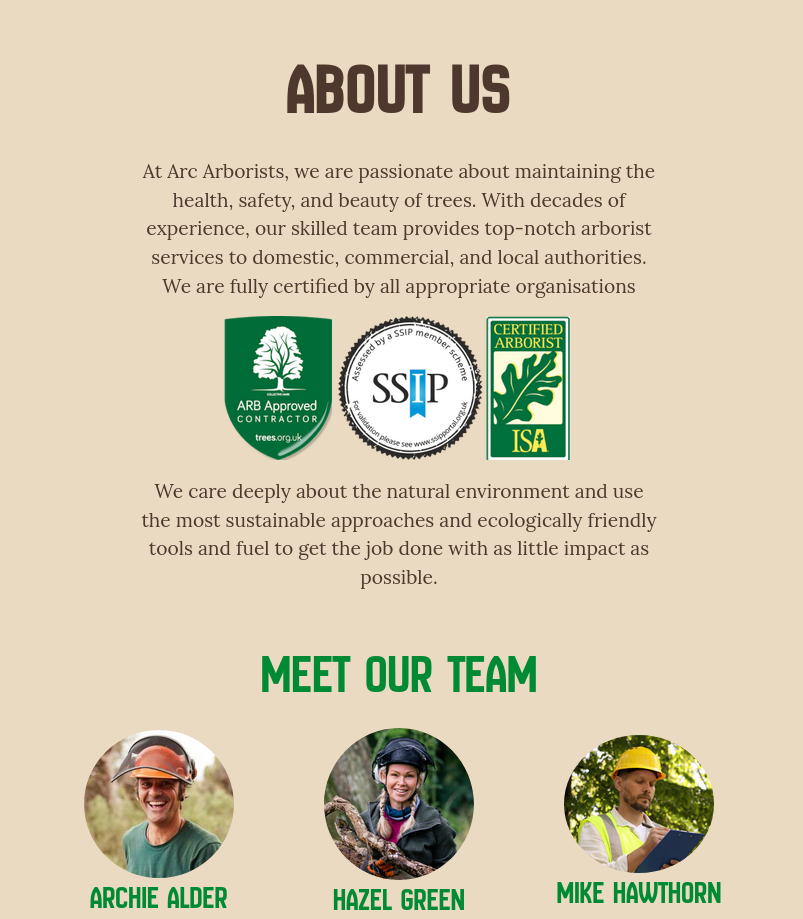 ABOUT US
At Arc Arborists, we are passionate about maintaining the
health, safety, and beauty of trees. With decades of
experience, our skilled team provides top-notch arborist
services to domestic, commercial, and local authorities.
We are fully certified by all appropriate organisations
ARB Approved
CONTRACTOR
trees.org.uk
Assessed by a SSIP member scheme
SSIP
For validation please see www.ssipportal.org.uk
CERTIFIED
ARBORIST
ISA
We care deeply about the natural environment and use
the most sustainable approaches and ecologically friendly
tools and fuel to get the job done with as little impact as
possible.
MEET OUR TEAM
ARCHIE ALDER
HAZEL GREEN
MIKE HAWTHORN